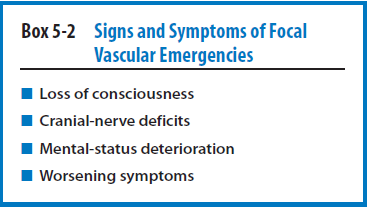 Box 5-2 Signs and Symptoms of Focal
Vascular Emergencies
■ Loss of consciousness
■ Cranial-nerve deficits
■ Mental-status deterioration
■ Worsening symptoms